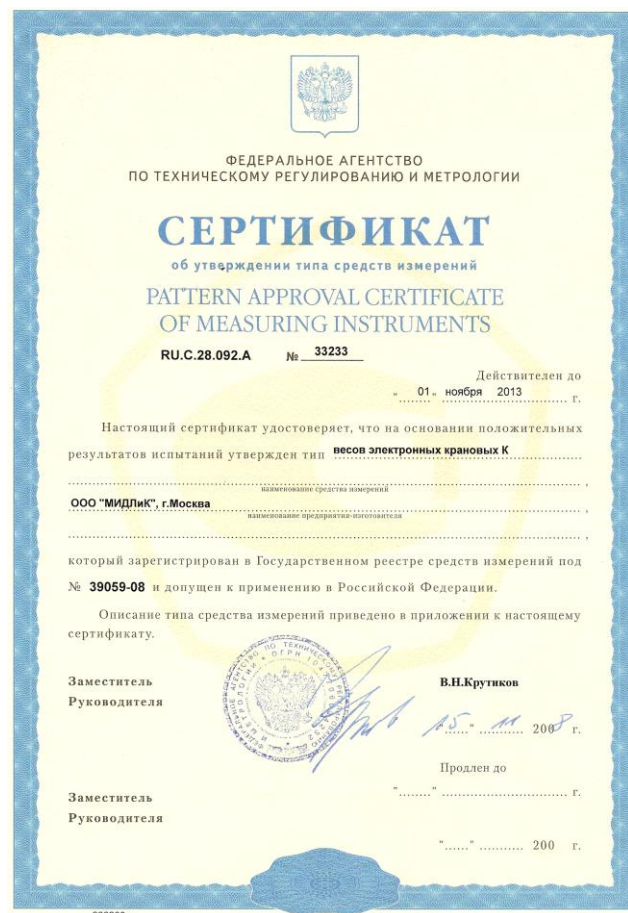 ФЕДЕРАЛЬНОЕ АГЕНТСТВО
ПО ТЕХНИЧЕСКОМУ РЕГУЛИРОВАНИЮ И МЕТРОЛОГИИ
СЕРТИФИКАТ
об утверждении типа средств измерений
PATTERN APPROVAL CERTIFICATE
OF MEASURING INSTRUMENTS
RU.C.28.092.A № 33233
Действителен до
" 01 " ноября 2013 г.
Настоящий сертификат удостоверяет, что на основании положительных
результатов испытаний утвержден тип весов электронных крановых К
наименование средства измерений
ООО "МИДЛиК", г.Москва
наименование предприятия-изготовителя
который зарегистрирован в Государственном реестре средств измерений под
№ 39059-08 и допущен к применению в Российской Федерации.
Описание типа средства измерений приведено в приложении к настоящему
сертификату.
Заместитель
Руководителя
В.Н.Крутиков
"15" 11 2008 г.
Продлен до
"........" ............................. г.
Заместитель
Руководителя
"......" ........... 200 г.